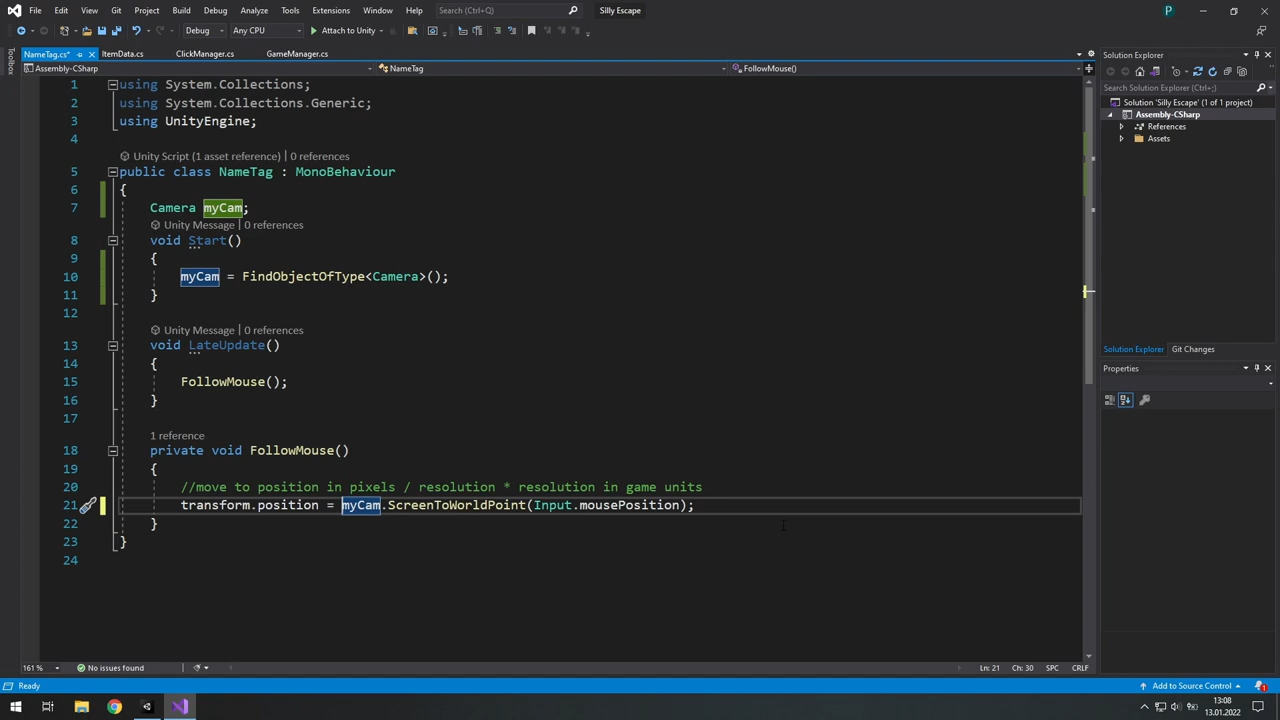 File Edit View Git Project Build Debug Analyze Tools Extensions Window Help Search (Ctrl+Q) Silly Escape P
Debug Any CPU Attach to Unity
NameTag.cs* ItemData.cs ClickManager.cs GameManager.cs
Assembly-CSharp NameTag FollowMouse()
Toolbox
1 using System.Collections;
2 using System.Collections.Generic;
3 using UnityEngine;
4
Unity Script (1 asset reference) | 0 references
5 public class NameTag : MonoBehaviour
6 {
7 Camera myCam;
Unity Message | 0 references
8 void Start()
9 {
10 myCam = FindObjectOfType<Camera>();
11 }
12
Unity Message | 0 references
13 void LateUpdate()
14 {
15 FollowMouse();
16 }
17
1 reference
18 private void FollowMouse()
19 {
20 //move to position in pixels / resolution * resolution in game units
21 transform.position = myCam.ScreenToWorldPoint(Input.mousePosition);
22 }
23 }
24
161 % No issues found Ln: 21 Ch: 30 SPC CRLF
Solution Explorer
Search Solution Explorer (Ctrl+;)
Solution 'Silly Escape' (1 of 1 project)
Assembly-CSharp
References
Assets
Solution Explorer Git Changes
Properties
Ready Add to Source Control 1
13:08
13.01.2022